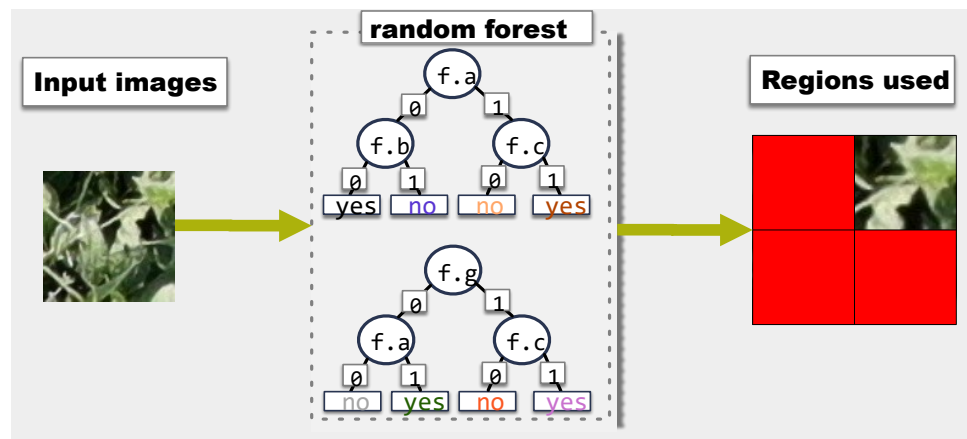 random forest
Input images
Regions used
f.a
0 1
f.b f.c
0 1 0 1
yes no no yes
f.g
0 1
f.a f.c
0 1 0 1
no yes no yes